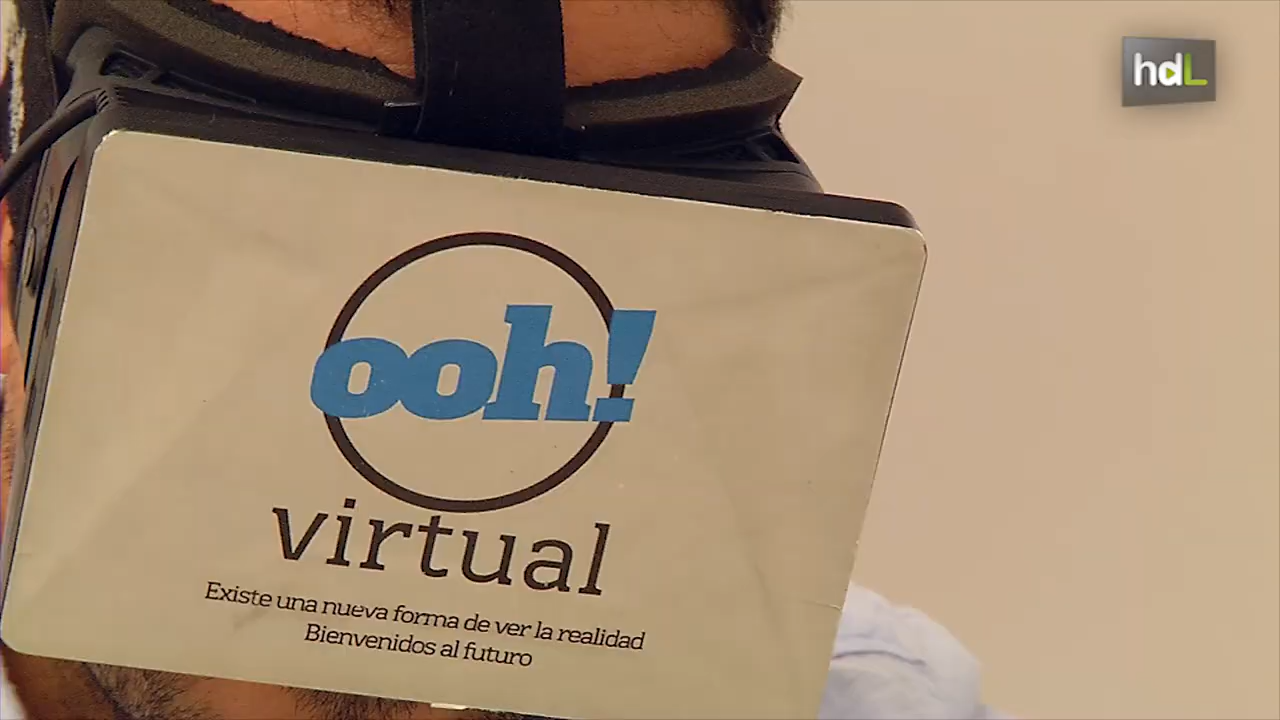 hdL
ooh!
virtual
Existe una nueva forma de ver la realidad
Bienvenidos al futuro